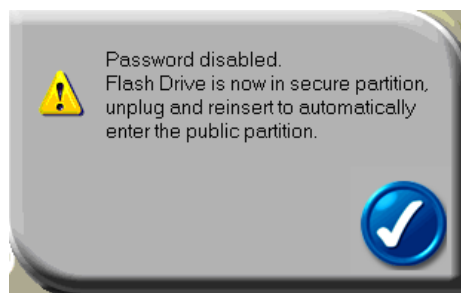 Password disabled.
Flash Drive is now in secure partition,
unplug and reinsert to automatically
enter the public partition.